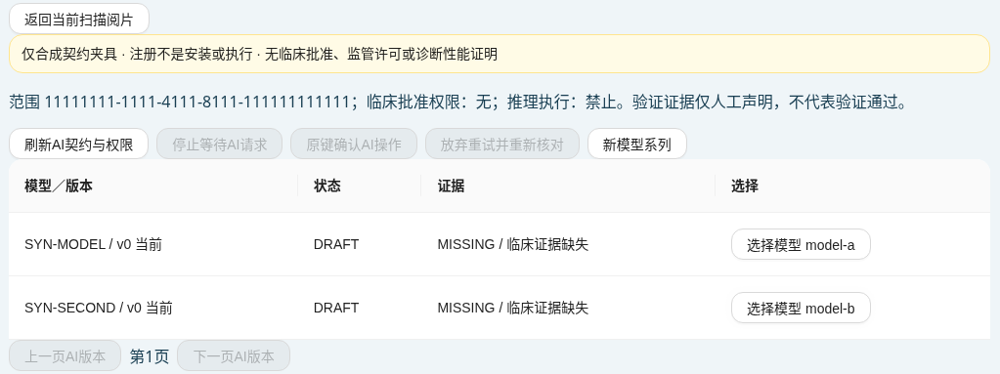 返回当前扫描阅片
仅合成契约夹具 · 注册不是安装或执行 · 无临床批准、监管许可或诊断性能证明
范围 11111111-1111-4111-8111-111111111111；临床批准权限：无；推理执行：禁止。验证证据仅人工声明，不代表验证通过。
刷新AI契约与权限 停止等待AI请求 原键确认AI操作 放弃重试并重新核对 新模型系列
模型／版本 状态 证据 选择
SYN-MODEL / v0 当前 DRAFT MISSING / 临床证据缺失 选择模型 model-a
SYN-SECOND / v0 当前 DRAFT MISSING / 临床证据缺失 选择模型 model-b
上一页AI版本 第1页 下一页AI版本